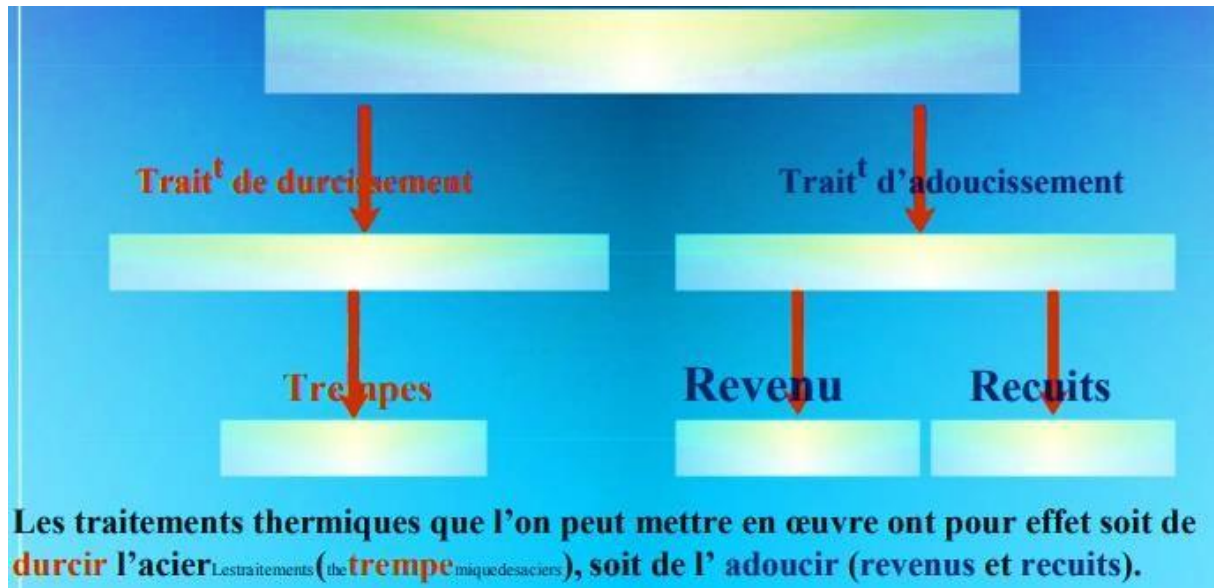 Trait^t de durcissement
Trait^t d’adoucissement
Trempes
Revenu
Recuits
Les traitements thermiques que l’on peut mettre en œuvre ont pour effet soit de
durcir l’acier Lestraitements (the trempe miquedesaciers), soit de l’ adoucir (revenus et recuits).